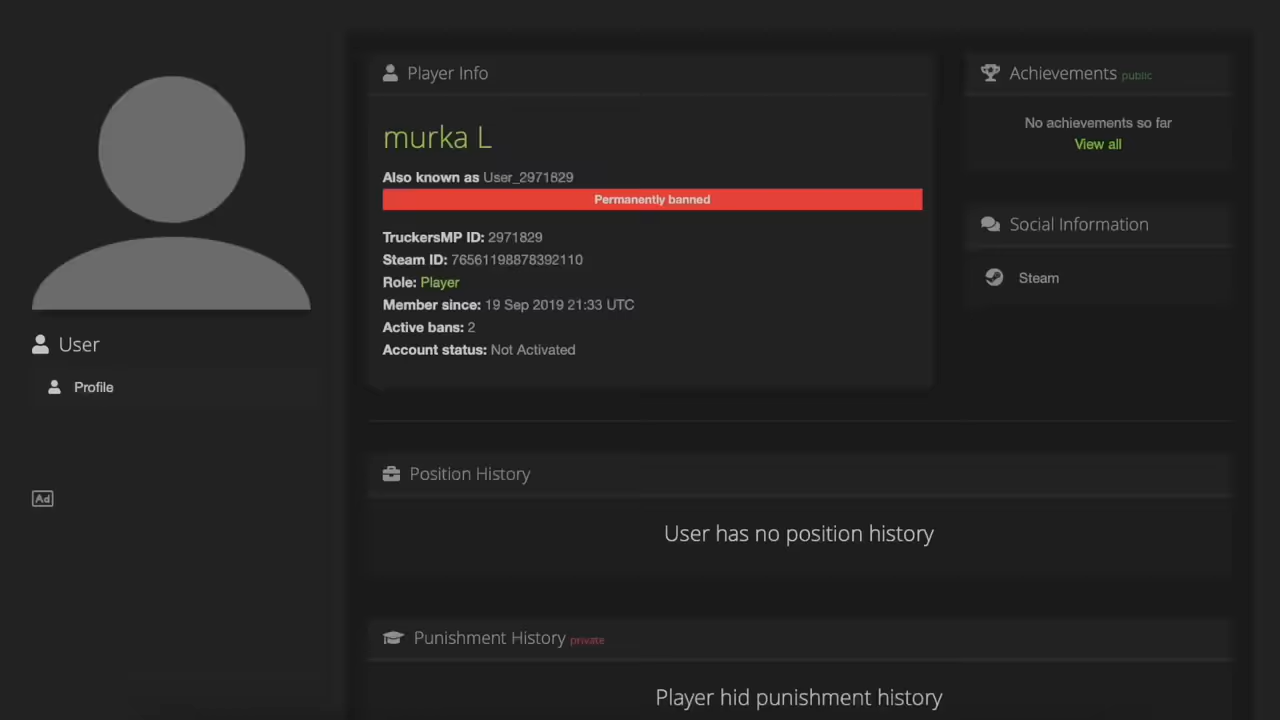 User
Profile
Ad
Player Info
murka L
Also known as User_2971829
Permanently banned
TruckersMP ID: 2971829
Steam ID: 76561198878392110
Role: Player
Member since: 19 Sep 2019 21:33 UTC
Active bans: 2
Account status: Not Activated
Achievements public
No achievements so far
View all
Social Information
Steam
Position History
User has no position history
Punishment History private
Player hid punishment history